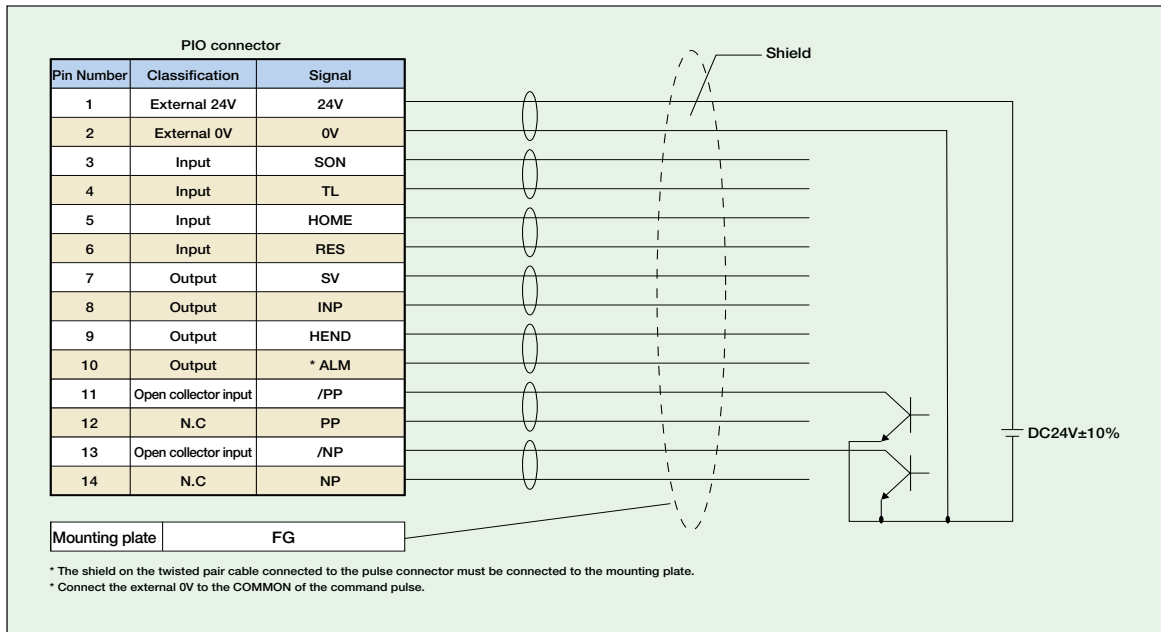 PIO connector
Shield
Pin Number Classification Signal
1 External 24V 24V
2 External 0V 0V
3 Input SON
4 Input TL
5 Input HOME
6 Input RES
7 Output SV
8 Output INP
9 Output HEND
10 Output * ALM
11 Open collector input /PP
12 N.C PP
13 Open collector input /NP
14 N.C NP
DC24V±10%
Mounting plate FG
* The shield on the twisted pair cable connected to the pulse connector must be connected to the mounting plate.
* Connect the external 0V to the COMMON of the command pulse.